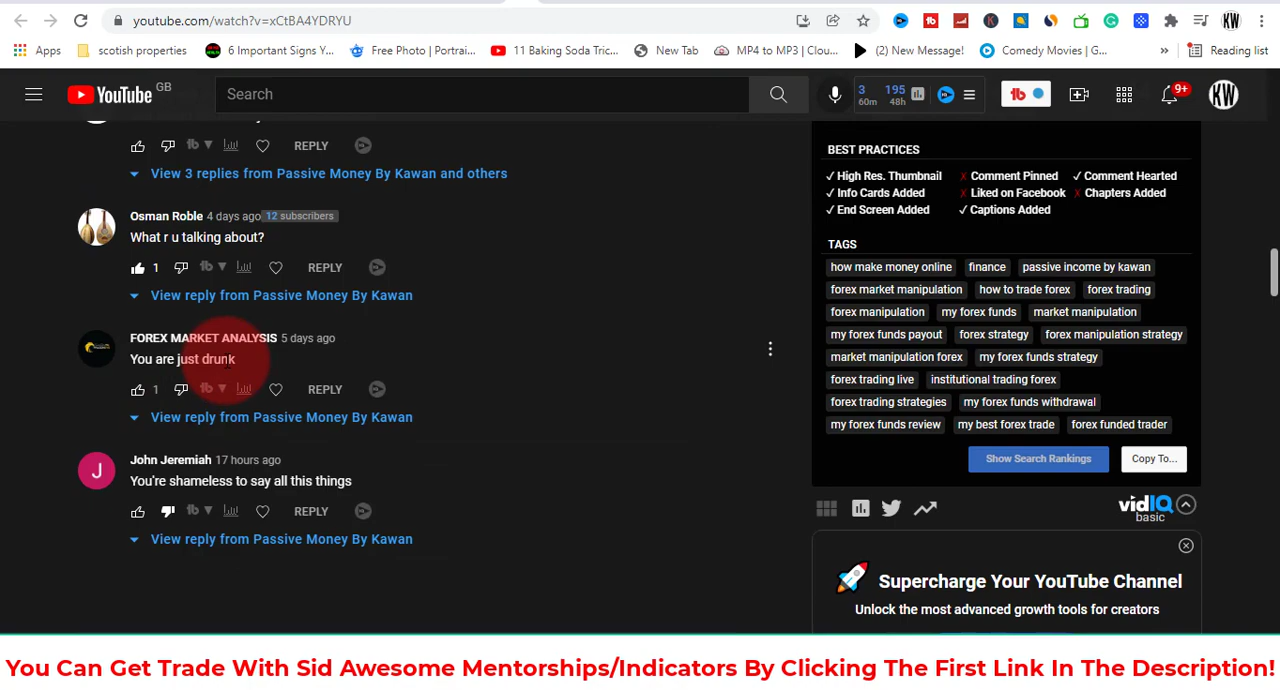 youtube.com/watch?v=xCtBA4YDRYU
KW
Apps scotish properties 6 Important Signs Y... Free Photo | Portrai... 11 Baking Soda Tric... New Tab MP4 to MP3 | Clou... (2) New Message! Comedy Movies | G... » Reading list
YouTube GB
Search
3 60m 195 48h
tb
9+
KW
REPLY
View 3 replies from Passive Money By Kawan and others
Osman Roble 4 days ago 12 subscribers
What r u talking about?
1 REPLY
View reply from Passive Money By Kawan
FOREX MARKET ANALYSIS 5 days ago
You are just drunk
1 REPLY
View reply from Passive Money By Kawan
J
John Jeremiah 17 hours ago
You're shameless to say all this things
REPLY
View reply from Passive Money By Kawan
BEST PRACTICES
✓ High Res. Thumbnail x Comment Pinned ✓ Comment Hearted
✓ Info Cards Added x Liked on Facebook x Chapters Added
✓ End Screen Added ✓ Captions Added
TAGS
how make money online finance passive income by kawan
forex market manipulation how to trade forex forex trading
forex manipulation my forex funds market manipulation
my forex funds payout forex strategy forex manipulation strategy
market manipulation forex my forex funds strategy
forex trading live institutional trading forex
forex trading strategies my forex funds withdrawal
my forex funds review my best forex trade forex funded trader
Show Search Rankings Copy To...
vidIQ
basic
Supercharge Your YouTube Channel
Unlock the most advanced growth tools for creators
You Can Get Trade With Sid Awesome Mentorships/Indicators By Clicking The First Link In The Description!